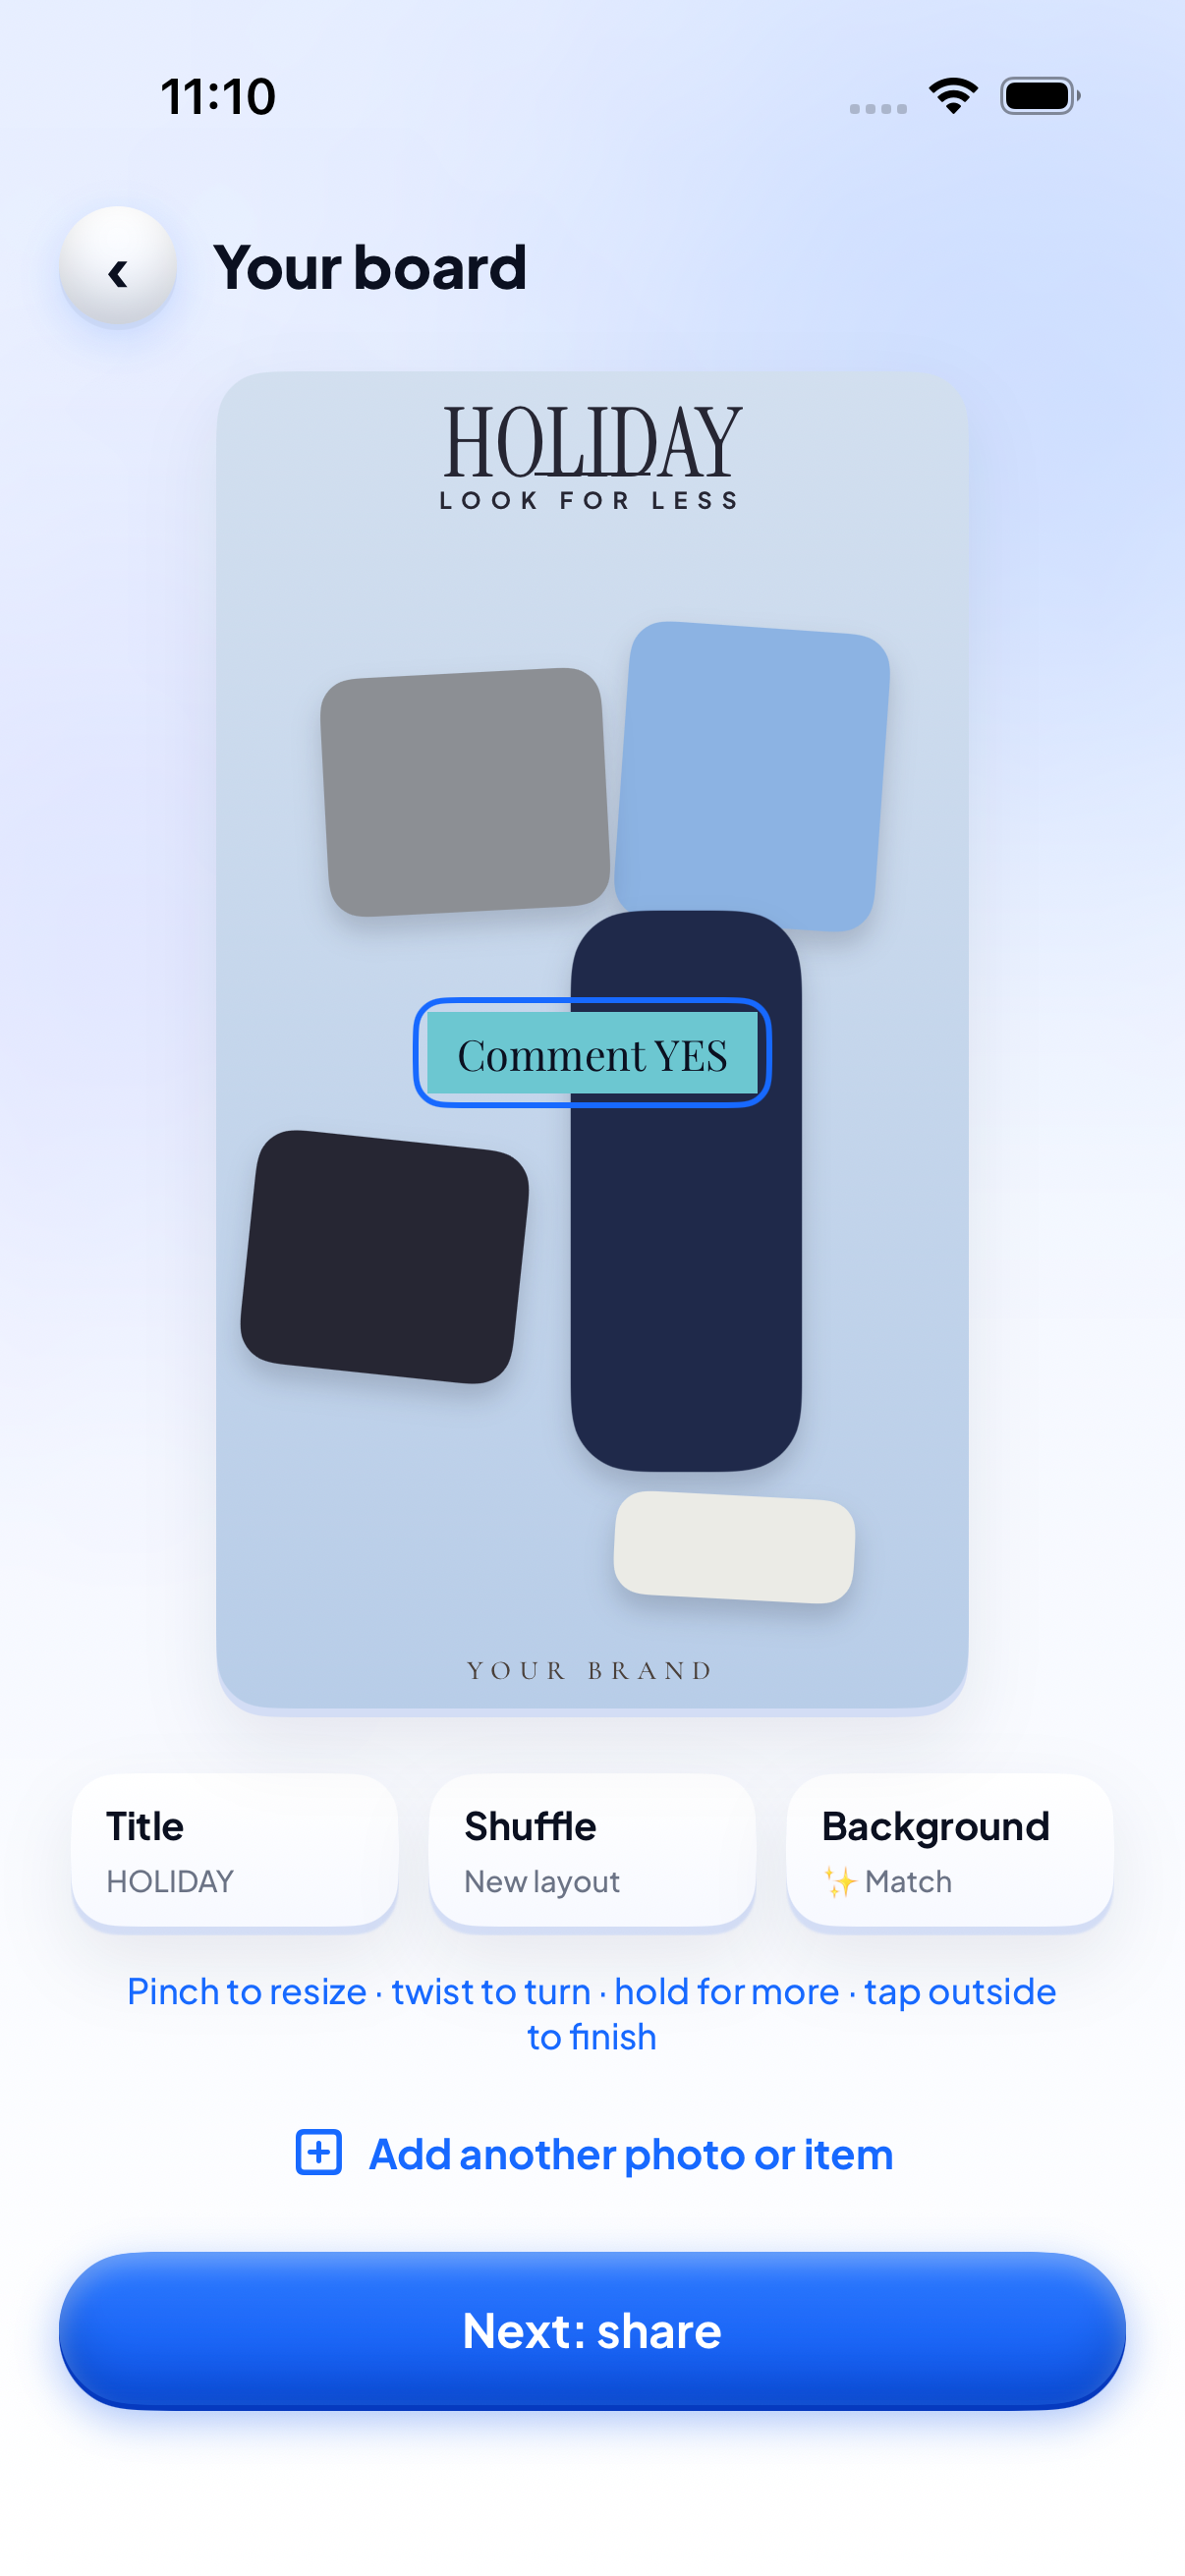 11:10
‹ Your board
HOLIDAY
LOOK FOR LESS
Comment YES
YOUR BRAND
Title
HOLIDAY
Shuffle
New layout
Background
✨ Match
Pinch to resize · twist to turn · hold for more · tap outside
to finish
Add another photo or item
Next: share